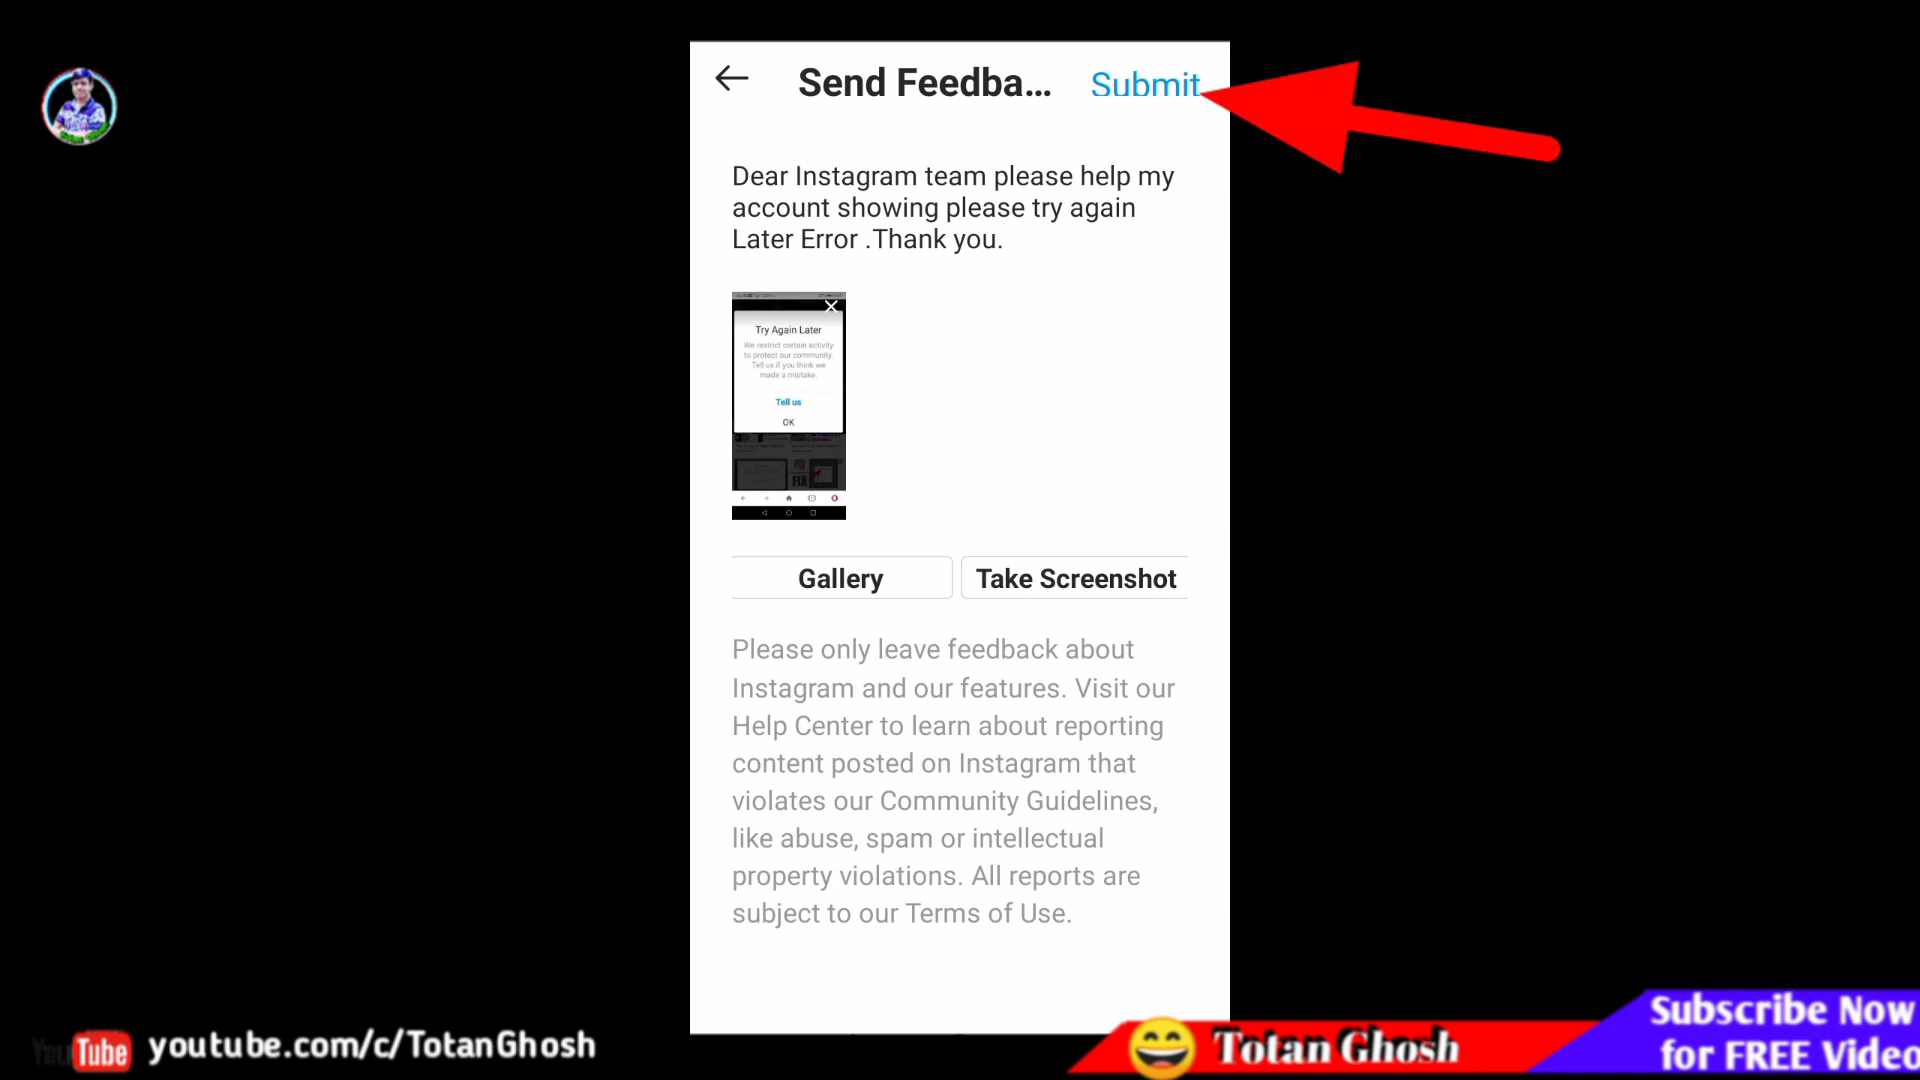 Send Feedba...
Submit
Dear Instagram team please help my
account showing please try again
Later Error .Thank you.
Try Again Later
We restrict certain activity
to protect our community.
Tell us if you think we
made a mistake.
Tell us
OK
FIX
Gallery
Take Screenshot
Please only leave feedback about
Instagram and our features. Visit our
Help Center to learn about reporting
content posted on Instagram that
violates our Community Guidelines,
like abuse, spam or intellectual
property violations. All reports are
subject to our Terms of Use.
You Tube youtube.com/c/TotanGhosh
Totan Ghosh
Subscribe Now
for FREE Video